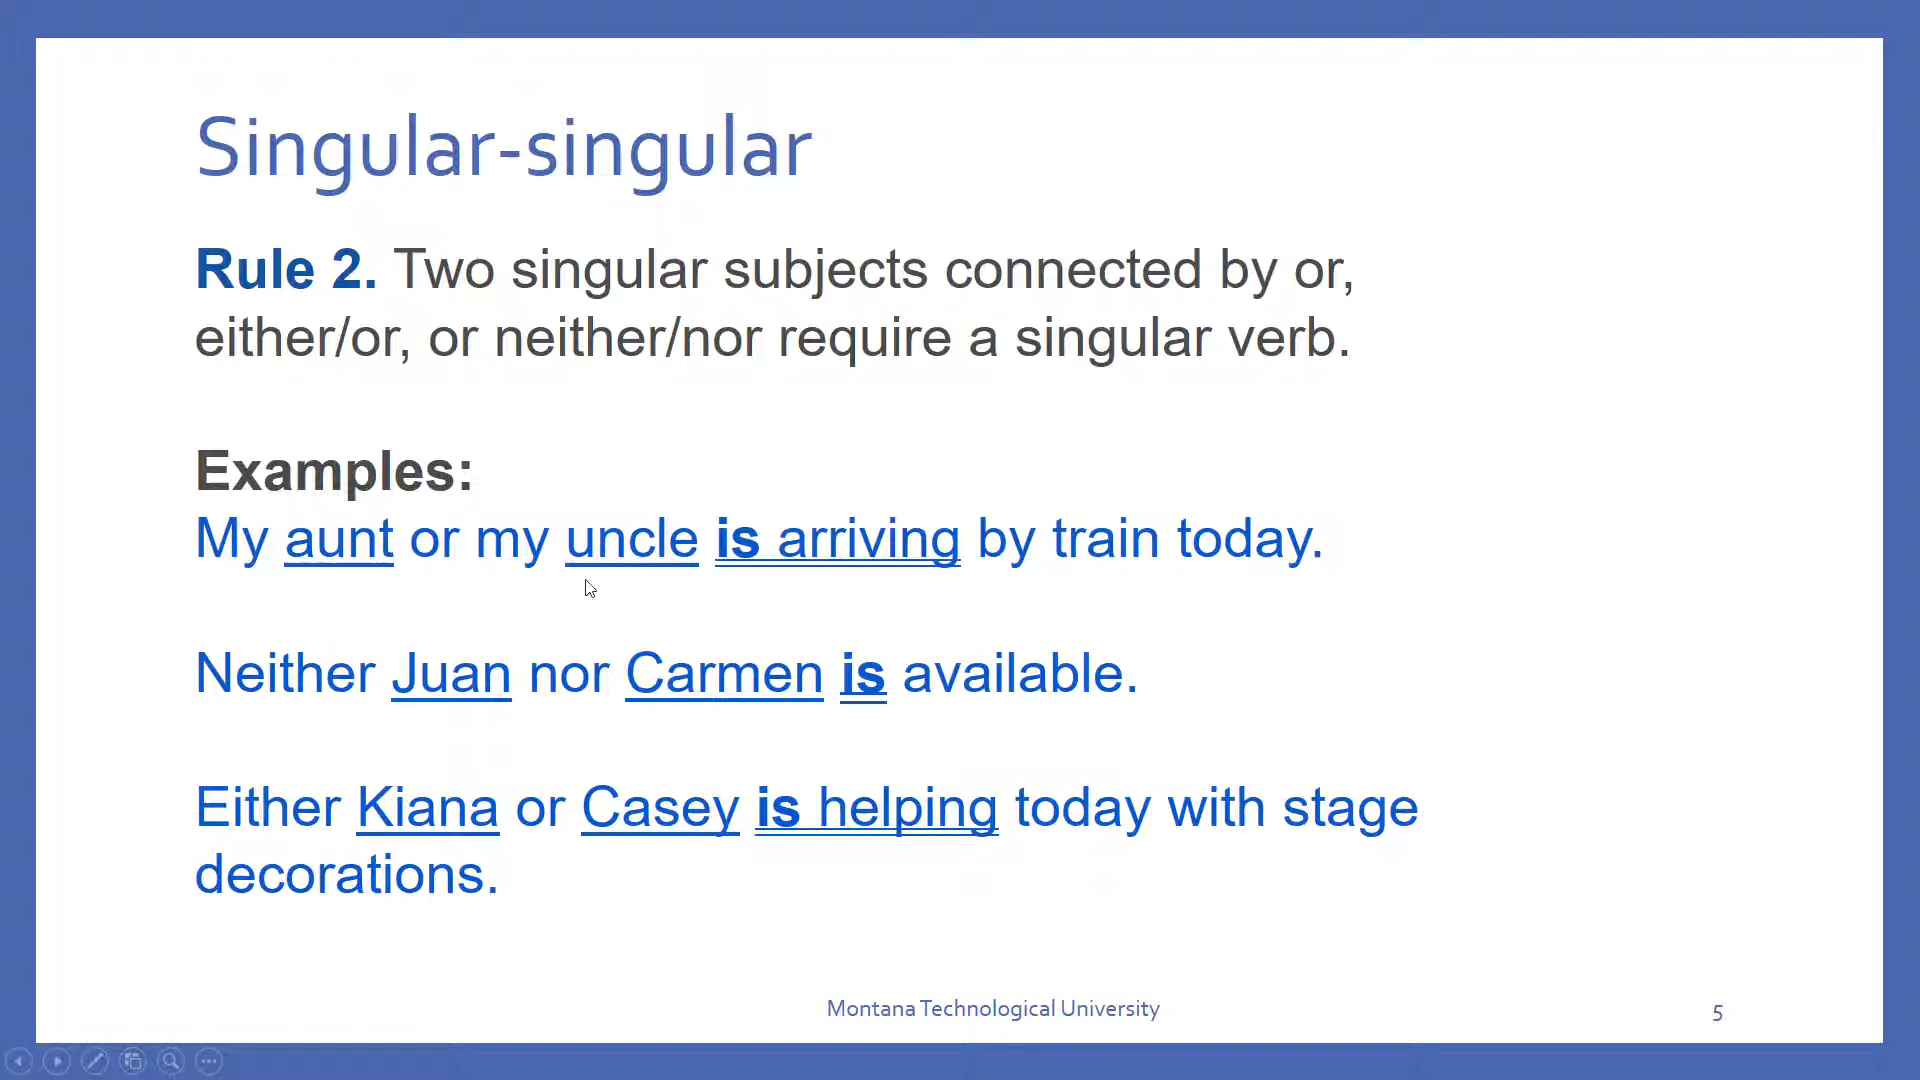 Singular-singular
Rule 2. Two singular subjects connected by or,
either/or, or neither/nor require a singular verb.
Examples:
My aunt or my uncle is arriving by train today.
Neither Juan nor Carmen is available.
Either Kiana or Casey is helping today with stage
decorations.
Montana Technological University
5